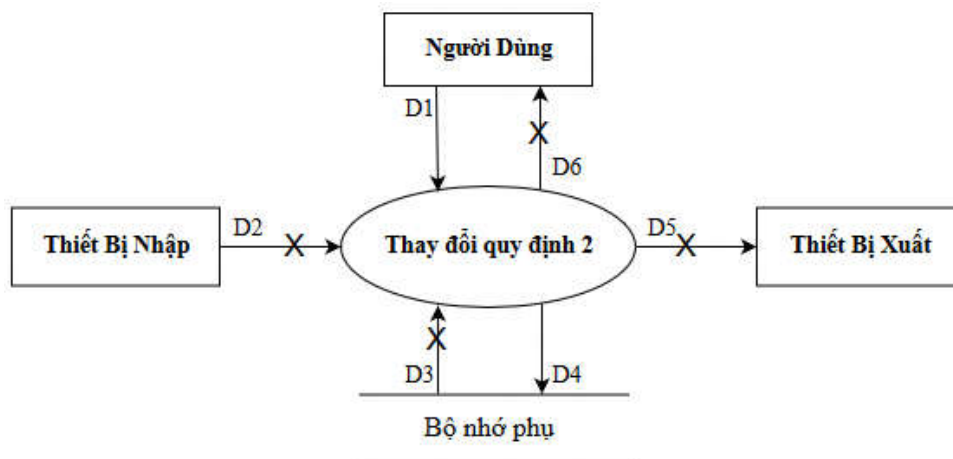 Người Dùng
D1
X
D6
Thiết Bị Nhập
D2
X
Thay đổi quy định 2
D5
X
Thiết Bị Xuất
X
D3
D4
Bộ nhớ phụ